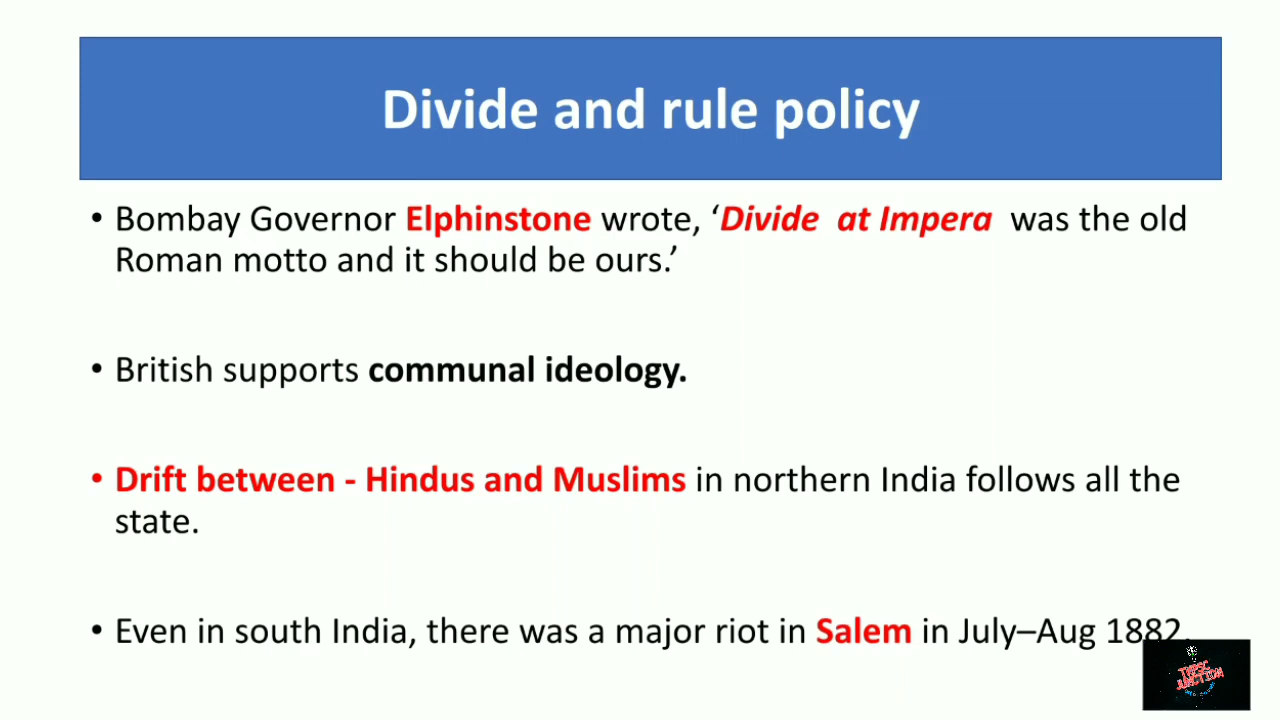 Divide and rule policy
• Bombay Governor Elphinstone wrote, ‘Divide at Impera was the old
Roman motto and it should be ours.’
• British supports communal ideology.
• Drift between - Hindus and Muslims in northern India follows all the
state.
• Even in south India, there was a major riot in Salem in July–Aug 1882.
TNPSC
JUNCTION